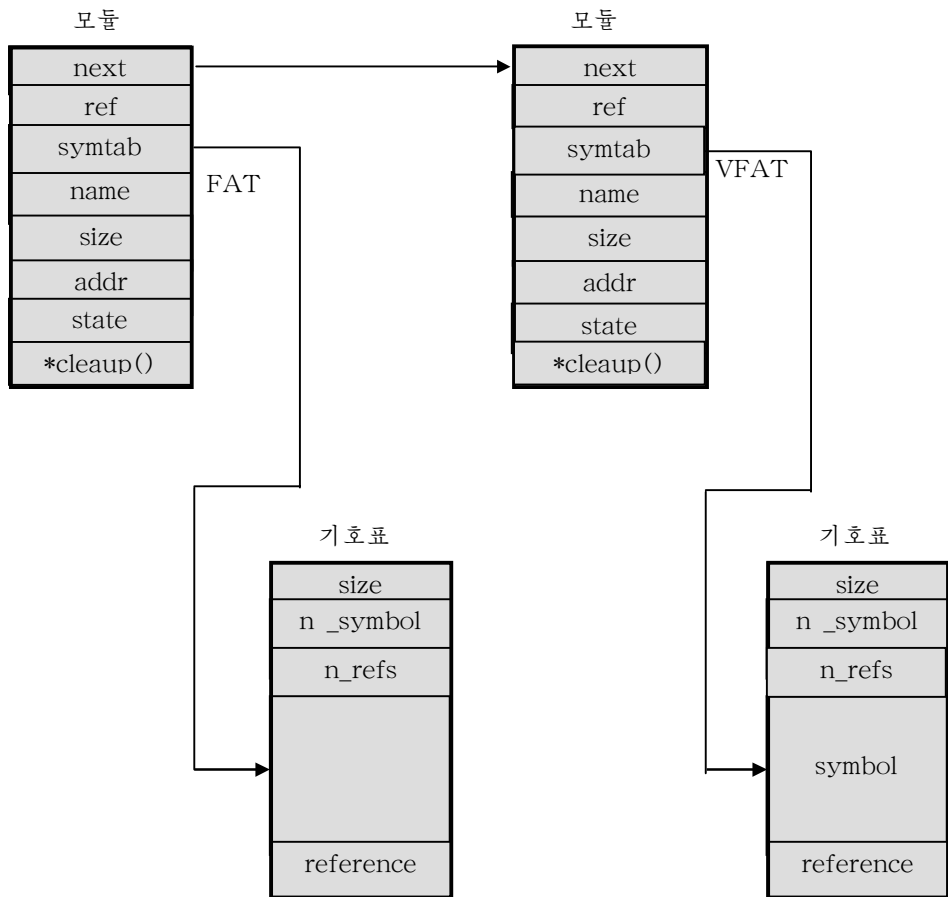 모듈
next
ref
symtab
name
size
addr
state
*cleaup()
FAT
모듈
next
ref
symtab
name
size
addr
state
*cleaup()
VFAT
기호표
size
n _symbol
n_refs
reference
기호표
size
n _symbol
n_refs
symbol
reference